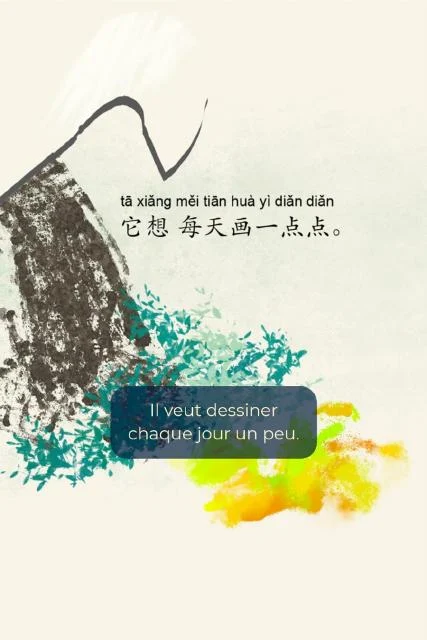 tā xiǎng měi tiān huà yì diǎn diǎn
它想 每天画一点点。
Il veut dessiner
chaque jour un peu.